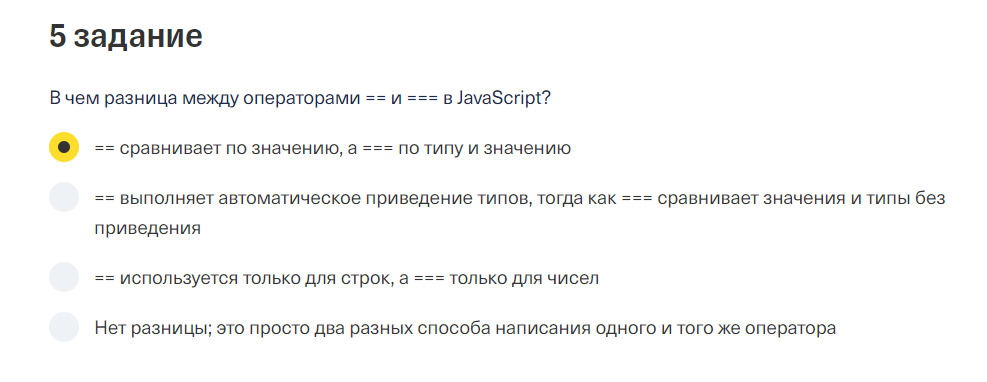 5 задание
В чем разница между операторами == и === в JavaScript?
== сравнивает по значению, а === по типу и значению
== выполняет автоматическое приведение типов, тогда как === сравнивает значения и типы без
приведения
== используется только для строк, а === только для чисел
Нет разницы; это просто два разных способа написания одного и того же оператора